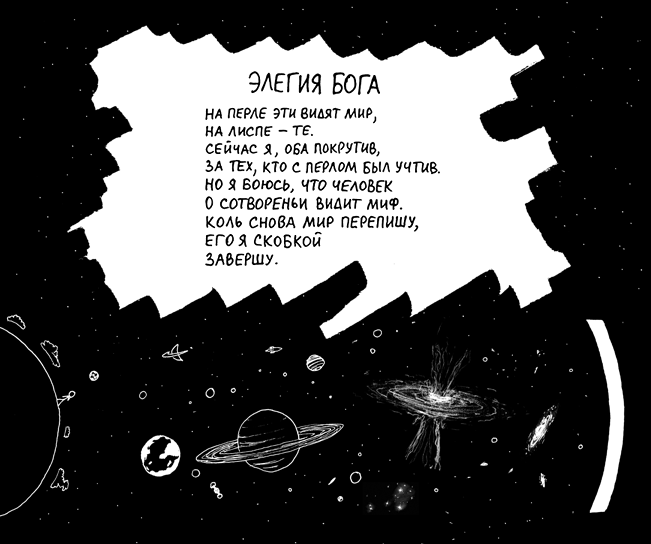 ЭЛЕГИЯ БОГА
НА ПЕРЛЕ ЭТИ ВИДЯТ МИР,
НА ЛИСПЕ – ТЕ.
СЕЙЧАС Я, ОБА ПОКРУТИВ,
ЗА ТЕХ, КТО С ПЕРЛОМ БЫЛ УЧТИВ.
НО Я БОЮСЬ, ЧТО ЧЕЛОВЕК
О СОТВОРЕНЬИ ВИДИТ МИФ.
КОЛЬ СНОВА МИР ПЕРЕПИШУ,
ЕГО Я СКОБКОЙ
ЗАВЕРШУ.